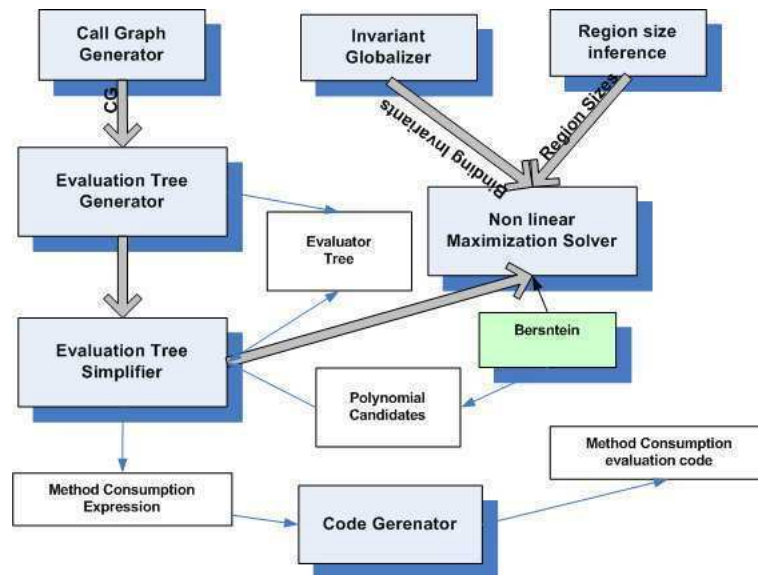 Call Graph
Generator
Invariant
Globalizer
Region size
inference
CG
Binding Invariants
Region Sizes
Evaluation Tree
Generator
Evaluator
Tree
Non linear
Maximization Solver
Evaluation Tree
Simplifier
Bersntein
Polynomial
Candidates
Method Consumption
evaluation code
Method Consumption
Expression
Code Gerenator